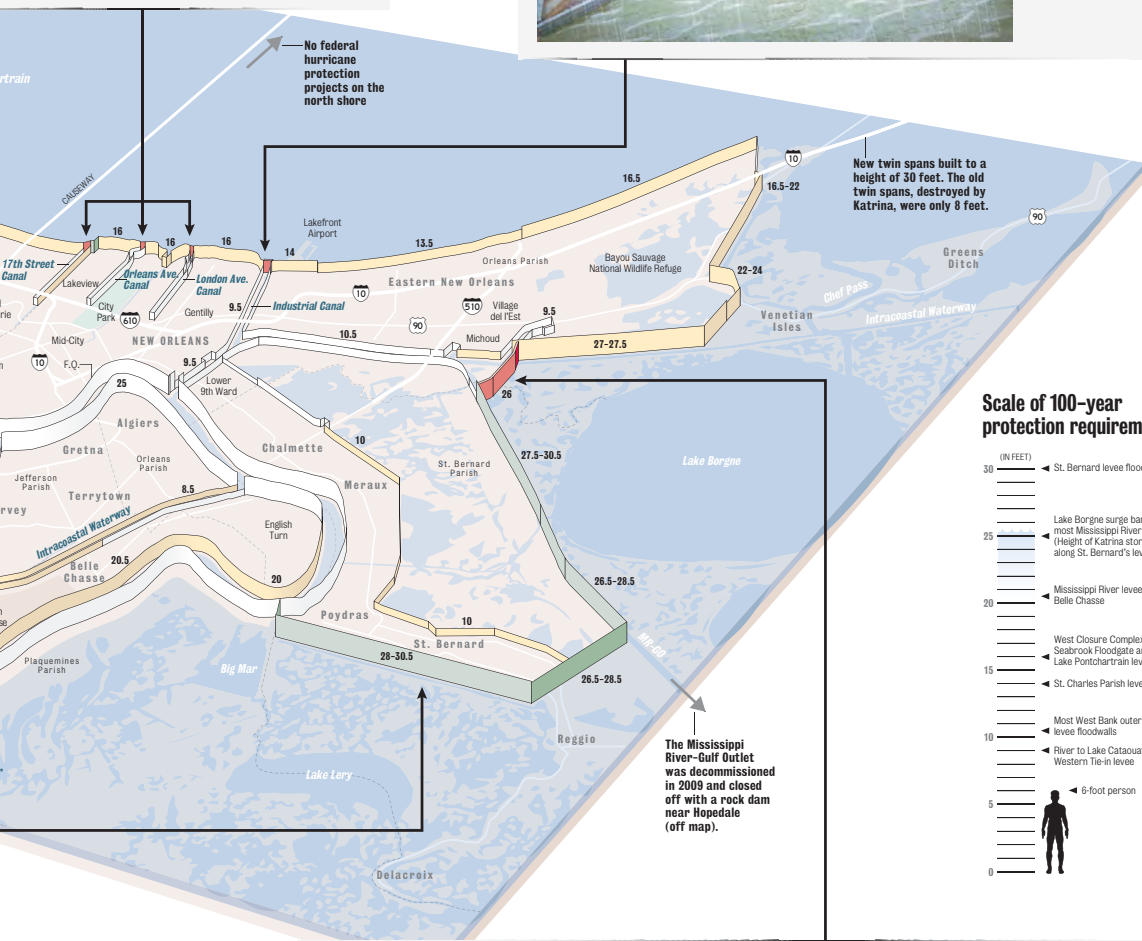 No federal
hurricane
protection
projects on the
north shore
CAUSEWAY
New twin spans built to a
height of 30 feet. The old
twin spans, destroyed by
Katrina, were only 8 feet.
10
16.5
16.5-22
90
16
16
16
14
13.5
Lakefront
Airport
17th Street
Canal
Lakeview
Orleans Ave.
Canal
London Ave.
Canal
Orleans Parish
Bayou Sauvage
National Wildlife Refuge
22-24
Greens
Ditch
Chef Pass
Intracoastal Waterway
Eastern New Orleans
10
9.5
Industrial Canal
City
Park
610
Gentilly
510
Village
del'Est
9.5
Venetian
Isles
Mid-City
NEW ORLEANS
10.5
90
Michoud
27-27.5
10
F.Q.
9.5
25
Lower
9th Ward
26
Algiers
Gretna
Chalmette
10
Orleans
Parish
Jefferson
Parish
Terrytown
8.5
Meraux
St. Bernard
Parish
27.5-30.5
Lake Borgne
Intracoastal Waterway
English
Turn
20.5
Belle
Chasse
20
26.5-28.5
Poydras
10
St. Bernard
MR-GO
28-30.5
26.5-28.5
Plaquemines
Parish
Big Mar
Reggio
Lake Lery
Delacroix
The Mississippi
River-Gulf Outlet
was decommissioned
in 2009 and closed
off with a rock dam
near Hopedale
(off map).
Scale of 100-year
(IN FEET)
30
St. Bernard levee
Lake Borgne surge
25
most Mississippi River
(Height of Katrina
along St. Bernard's
20
Mississippi River
Belle Chasse
West Closure
Seabrook Floodgate
15
Lake Pontchartrain
St. Charles Parish
10
Most West Bank outer
levee floodwalls
River to Lake
Western Tie-in levee
5
6-foot person
0